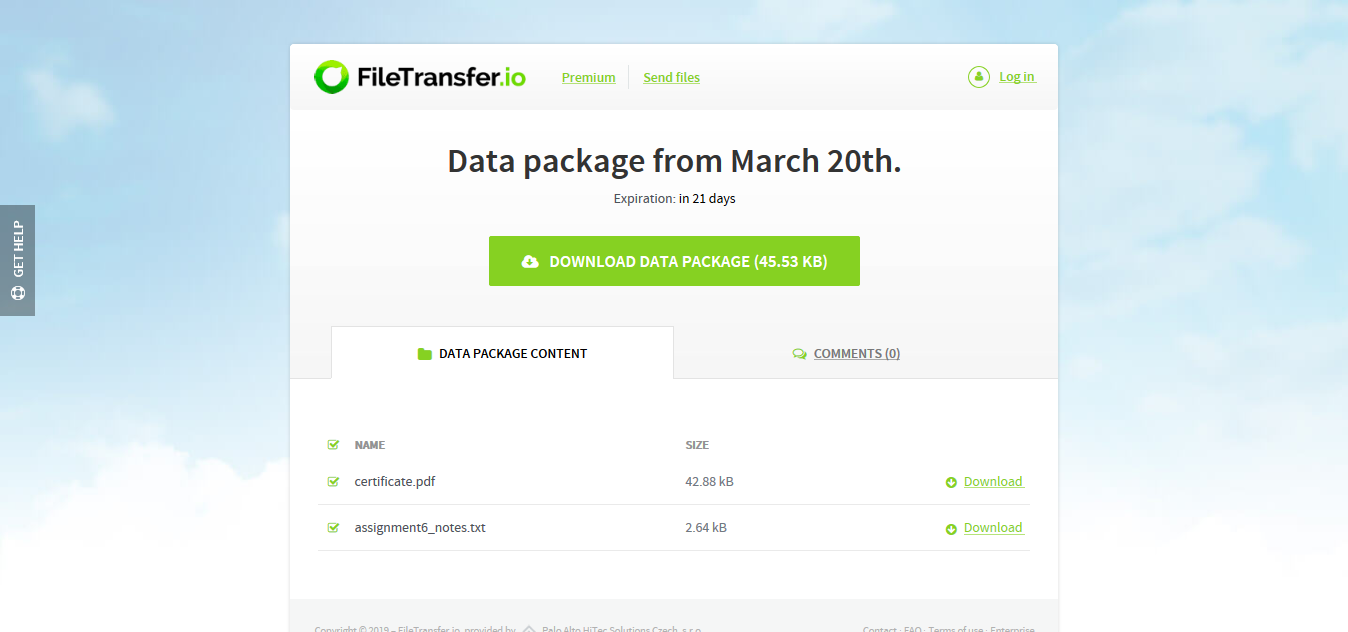 FileTransfer.io Premium Send files Log in
Data package from March 20th.
Expiration: in 21 days
GET HELP
DOWNLOAD DATA PACKAGE (45.53 KB)
DATA PACKAGE CONTENT COMMENTS (0)
NAME SIZE
certificate.pdf 42.88 kB Download
assignment6_notes.txt 2.64 kB Download
Copyright © 2019 – FileTransfer.io, provided by Palo Alto HiTec Solutions Czech, s.r.o. Contact · FAQ · Terms of use · Enterprise